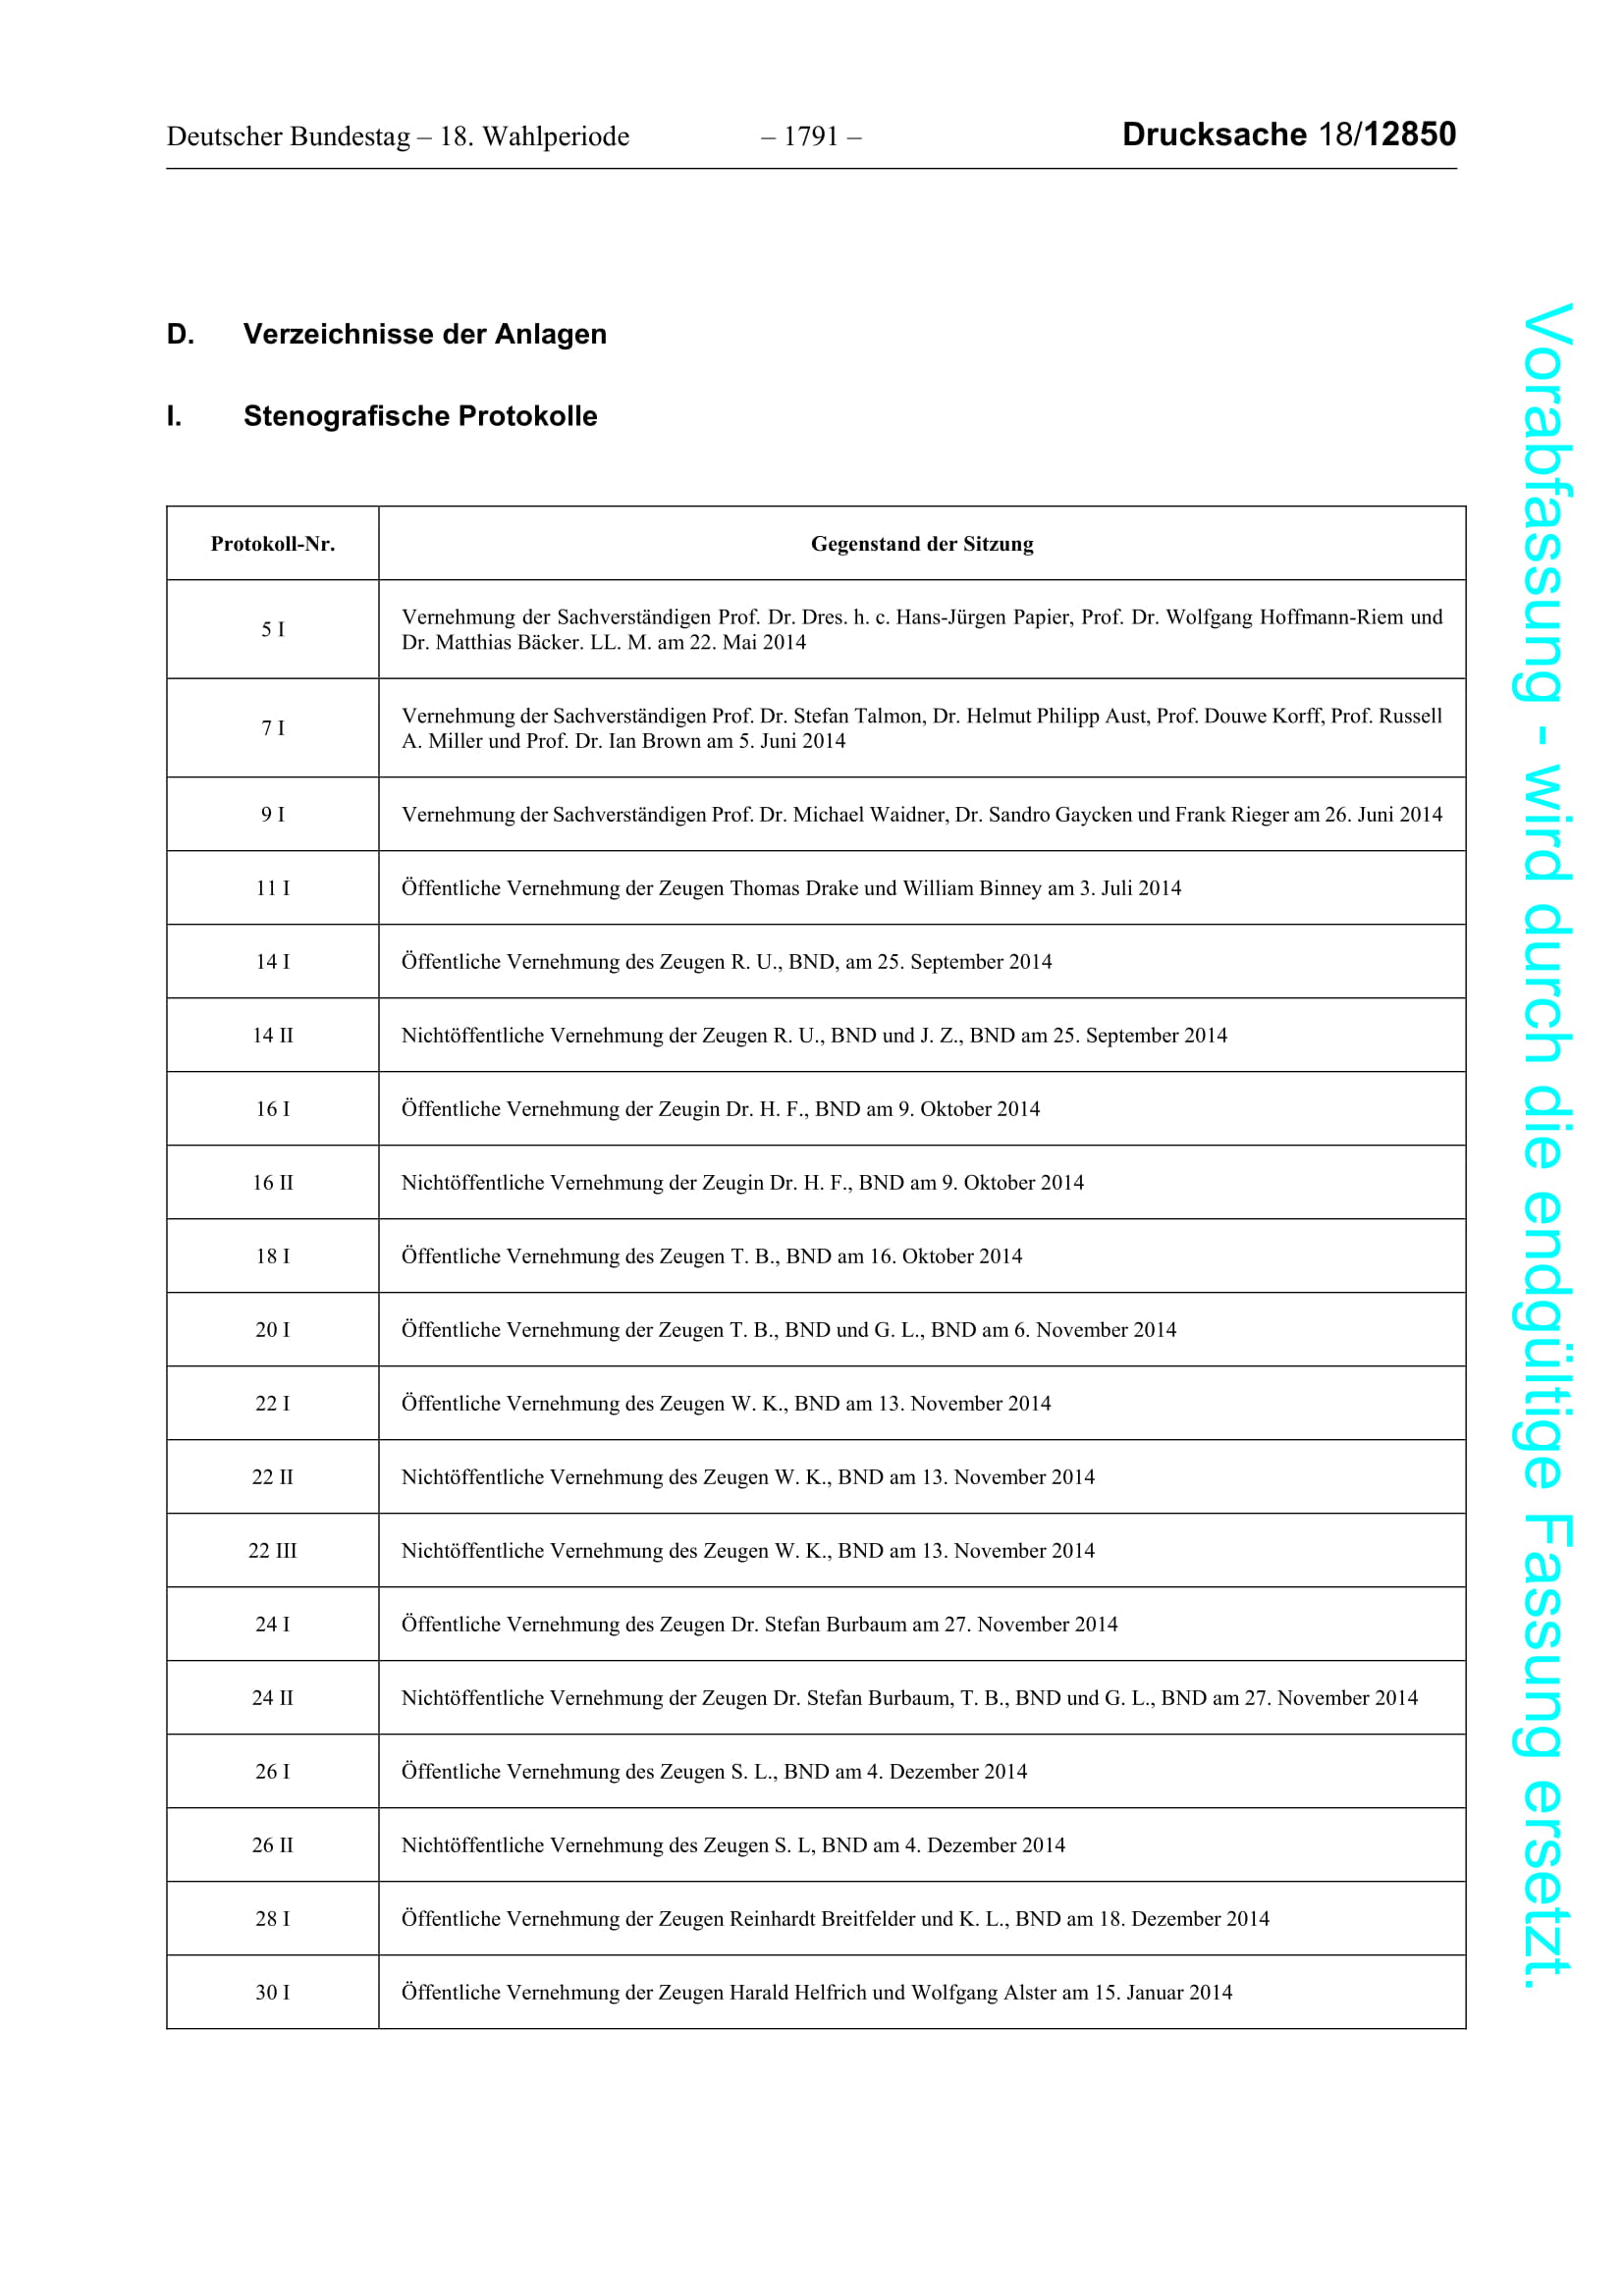 Deutscher Bundestag – 18. Wahlperiode – 1791 – Drucksache 18/12850
D. Verzeichnisse der Anlagen
I. Stenografische Protokolle
Protokoll-Nr. Gegenstand der Sitzung
5 I Vernehmung der Sachverständigen Prof. Dr. Dres. h. c. Hans-Jürgen Papier, Prof. Dr. Wolfgang Hoffmann-Riem und
Dr. Matthias Bäcker. LL. M. am 22. Mai 2014
7 I Vernehmung der Sachverständigen Prof. Dr. Stefan Talmon, Dr. Helmut Philipp Aust, Prof. Douwe Korff, Prof. Russell
A. Miller und Prof. Dr. Ian Brown am 5. Juni 2014
9 I Vernehmung der Sachverständigen Prof. Dr. Michael Waidner, Dr. Sandro Gaycken und Frank Rieger am 26. Juni 2014
11 I Öffentliche Vernehmung der Zeugen Thomas Drake und William Binney am 3. Juli 2014
14 I Öffentliche Vernehmung des Zeugen R. U., BND, am 25. September 2014
14 II Nichtöffentliche Vernehmung der Zeugen R. U., BND und J. Z., BND am 25. September 2014
16 I Öffentliche Vernehmung der Zeugin Dr. H. F., BND am 9. Oktober 2014
16 II Nichtöffentliche Vernehmung der Zeugin Dr. H. F., BND am 9. Oktober 2014
18 I Öffentliche Vernehmung des Zeugen T. B., BND am 16. Oktober 2014
20 I Öffentliche Vernehmung der Zeugen T. B., BND und G. L., BND am 6. November 2014
22 I Öffentliche Vernehmung des Zeugen W. K., BND am 13. November 2014
22 II Nichtöffentliche Vernehmung des Zeugen W. K., BND am 13. November 2014
22 III Nichtöffentliche Vernehmung des Zeugen W. K., BND am 13. November 2014
24 I Öffentliche Vernehmung des Zeugen Dr. Stefan Burbaum am 27. November 2014
24 II Nichtöffentliche Vernehmung der Zeugen Dr. Stefan Burbaum, T. B., BND und G. L., BND am 27. November 2014
26 I Öffentliche Vernehmung des Zeugen S. L., BND am 4. Dezember 2014
26 II Nichtöffentliche Vernehmung des Zeugen S. L, BND am 4. Dezember 2014
28 I Öffentliche Vernehmung der Zeugen Reinhardt Breitfelder und K. L., BND am 18. Dezember 2014
30 I Öffentliche Vernehmung der Zeugen Harald Helfrich und Wolfgang Alster am 15. Januar 2014
Vorabfassung - wird durch die endgültige Fassung ersetzt.